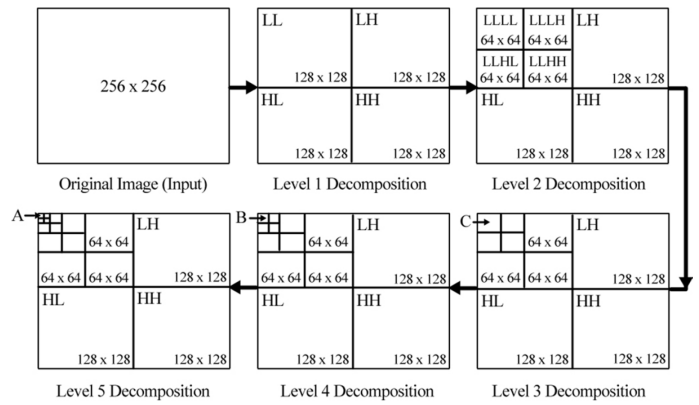 256 x 256
Original Image (Input)
LL
LH
128 x 128
128 x 128
HL
HH
128 x 128
128 x 128
Level 1 Decomposition
LLLL
LLLH
64 x 64
64 x 64
LLHL
LLHH
64 x 64
64 x 64
LH
128 x 128
HL
HH
128 x 128
128 x 128
Level 2 Decomposition
A
64 x 64
64 x 64
64 x 64
LH
128 x 128
HL
HH
128 x 128
128 x 128
Level 5 Decomposition
B
64 x 64
64 x 64
64 x 64
LH
128 x 128
HL
HH
128 x 128
128 x 128
Level 4 Decomposition
C
64 x 64
64 x 64
64 x 64
LH
128 x 128
HL
HH
128 x 128
128 x 128
Level 3 Decomposition